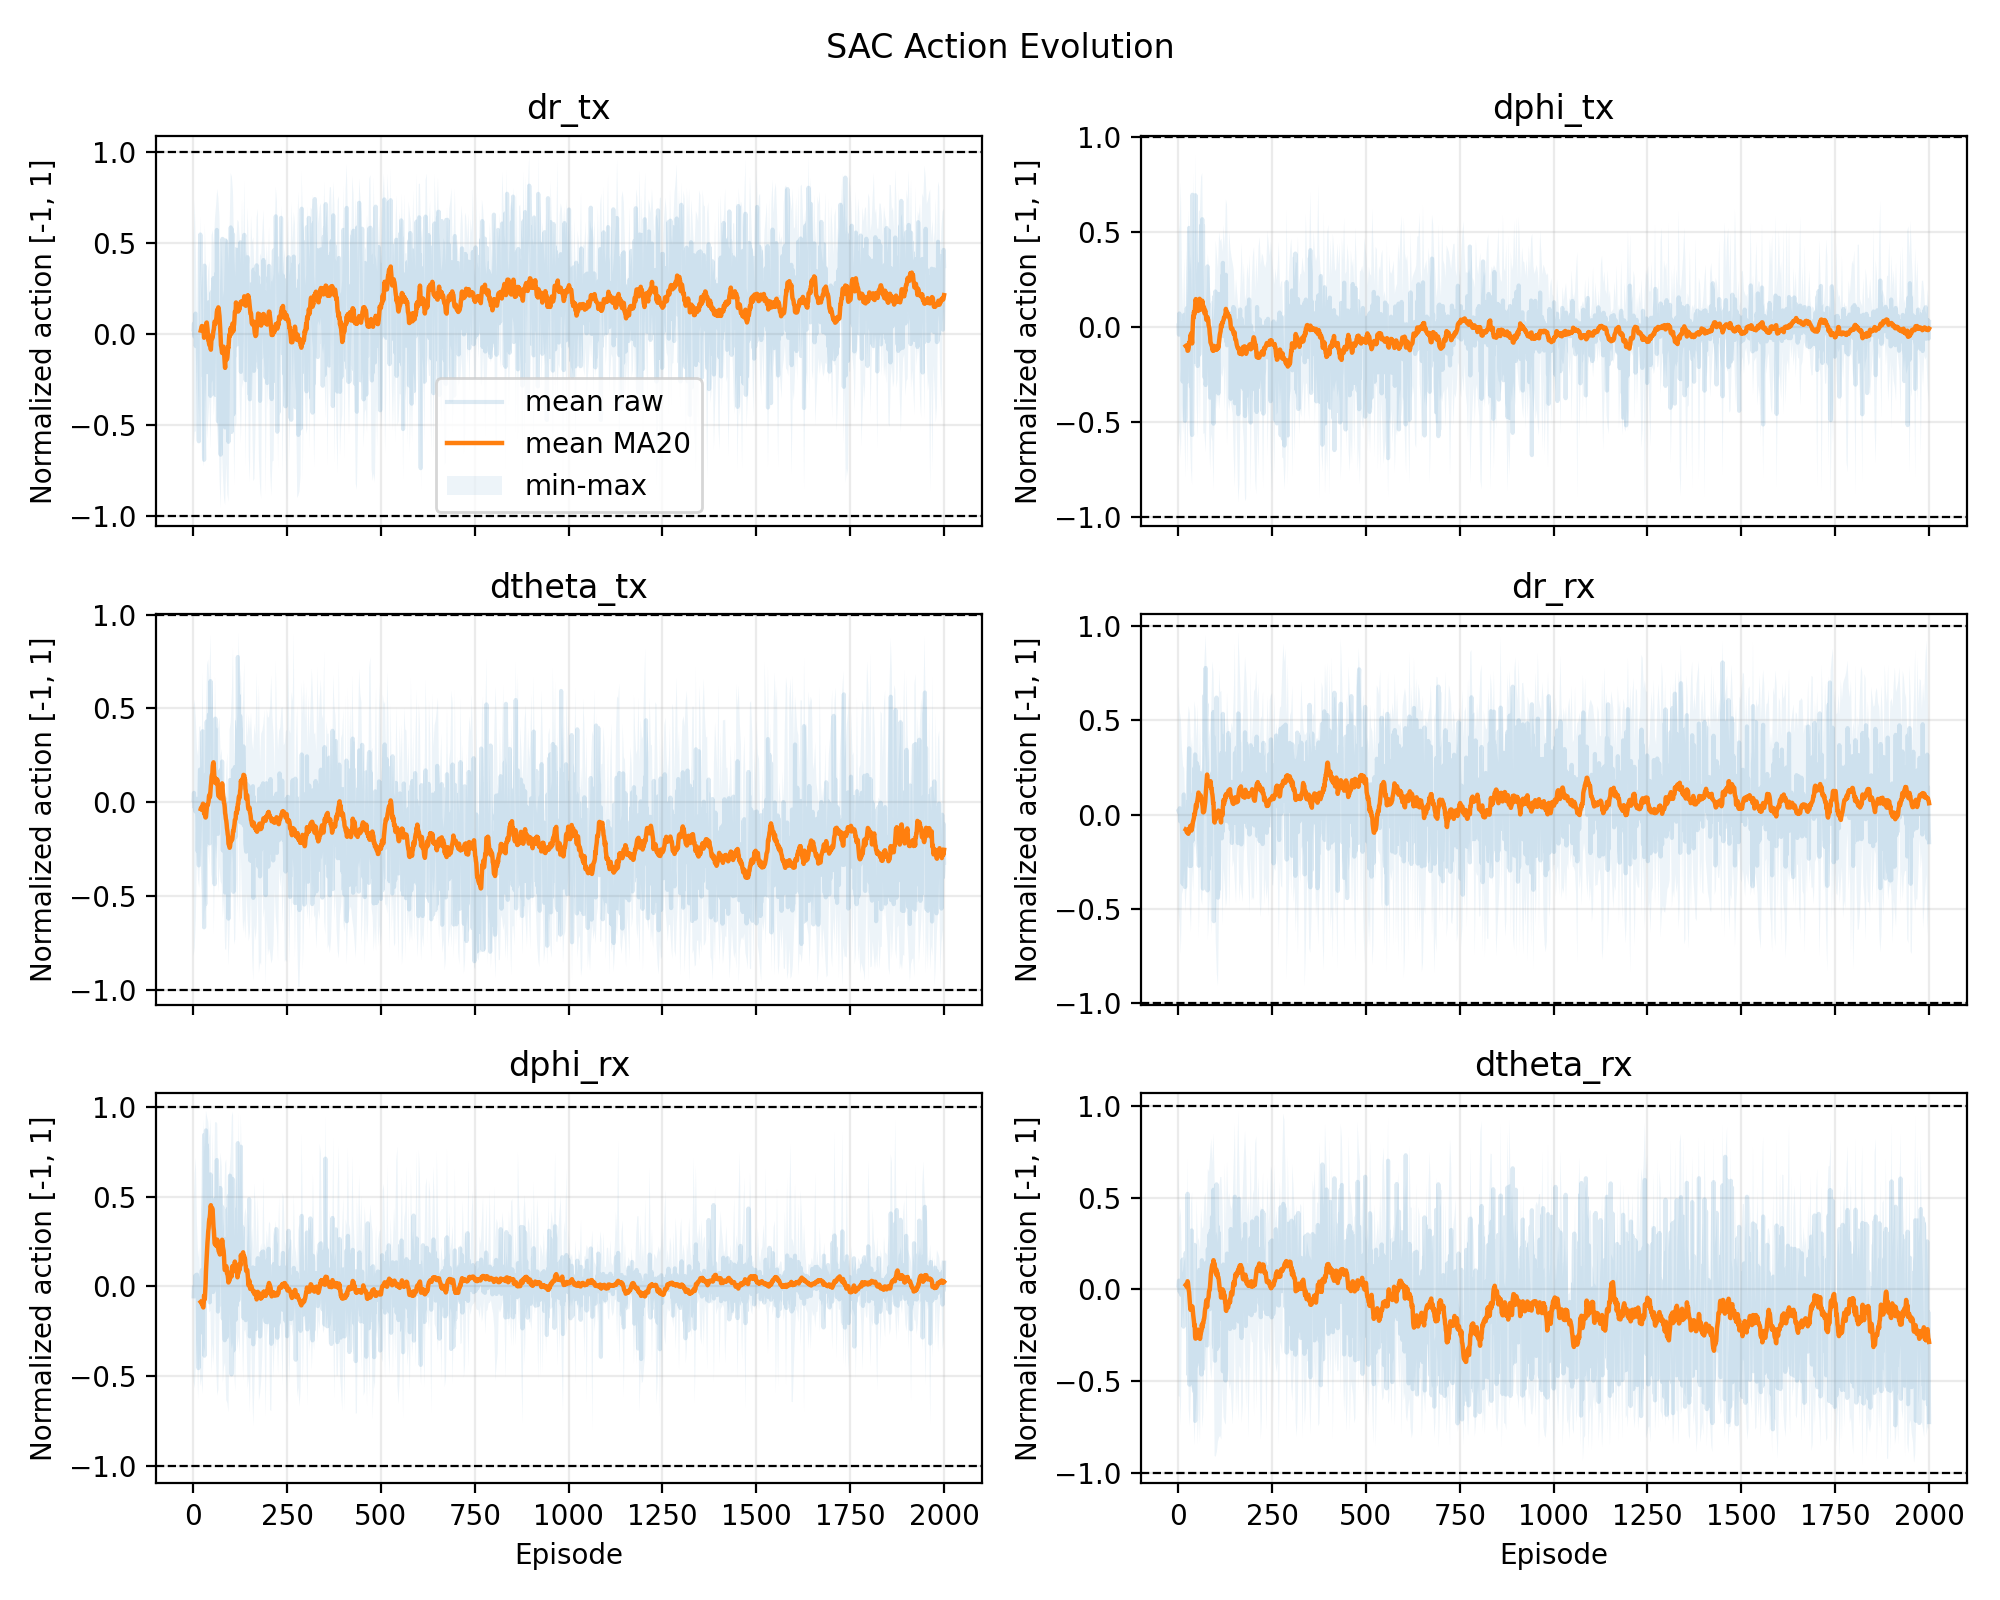 SAC Action Evolution
dr_tx
Normalized action [-1, 1]
1.0
0.5
0.0
−0.5
−1.0
mean raw
mean MA20
min-max
dphi_tx
Normalized action [-1, 1]
1.0
0.5
0.0
−0.5
−1.0
dtheta_tx
Normalized action [-1, 1]
1.0
0.5
0.0
−0.5
−1.0
dr_rx
Normalized action [-1, 1]
1.0
0.5
0.0
−0.5
−1.0
dphi_rx
Normalized action [-1, 1]
1.0
0.5
0.0
−0.5
−1.0
0 250 500 750 1000 1250 1500 1750 2000
Episode
dtheta_rx
Normalized action [-1, 1]
1.0
0.5
0.0
−0.5
−1.0
0 250 500 750 1000 1250 1500 1750 2000
Episode